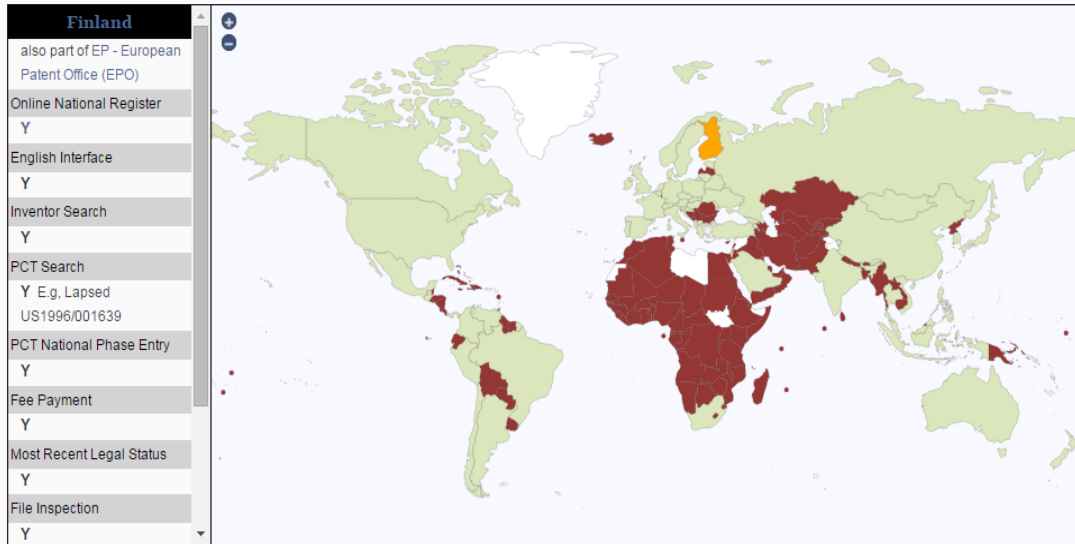 Finland
also part of EP - European
Patent Office (EPO)
Online National Register
Y
English Interface
Y
Inventor Search
Y
PCT Search
Y E.g, Lapsed
US1996/001639
PCT National Phase Entry
Y
Fee Payment
Y
Most Recent Legal Status
Y
File Inspection
Y